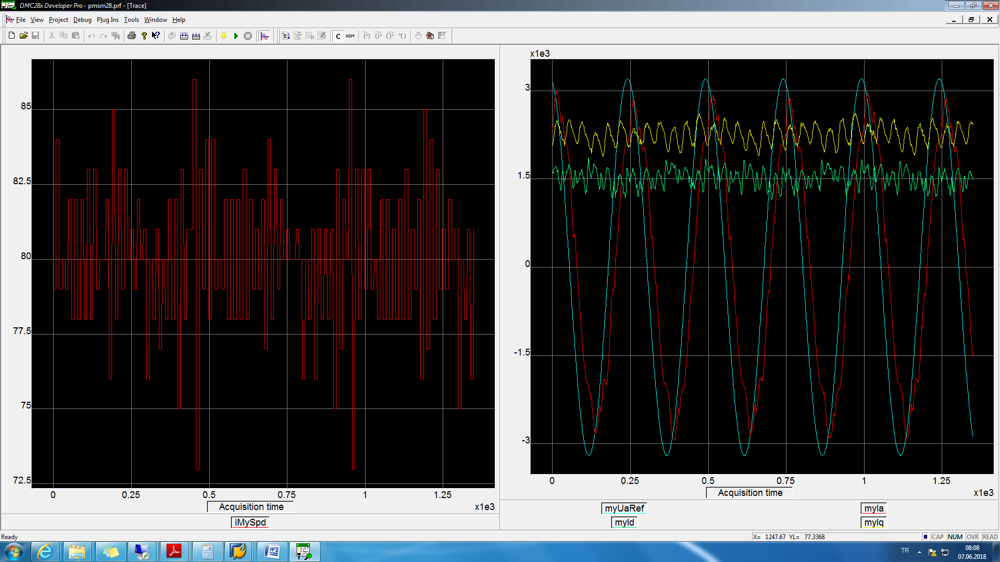 DMC28x Developer Pro - pmsm28.prf - [Trace]
File View Project Debug Plug Ins Tools Window Help
C ASM
85
82.5
80
77.5
75
72.5
0 0.25 0.5 0.75 1 1.25
Acquisition time x1e3
iMySpd
x1e3
3
1.5
0
-1.5
-3
0 0.25 0.5 0.75 1 1.25
Acquisition time x1e3
myUaRef myIa
myId myIq
Ready X= 1247.67 YL= 77.3368 CAP NUM OVR READ
TR 08:08
07.06.2018